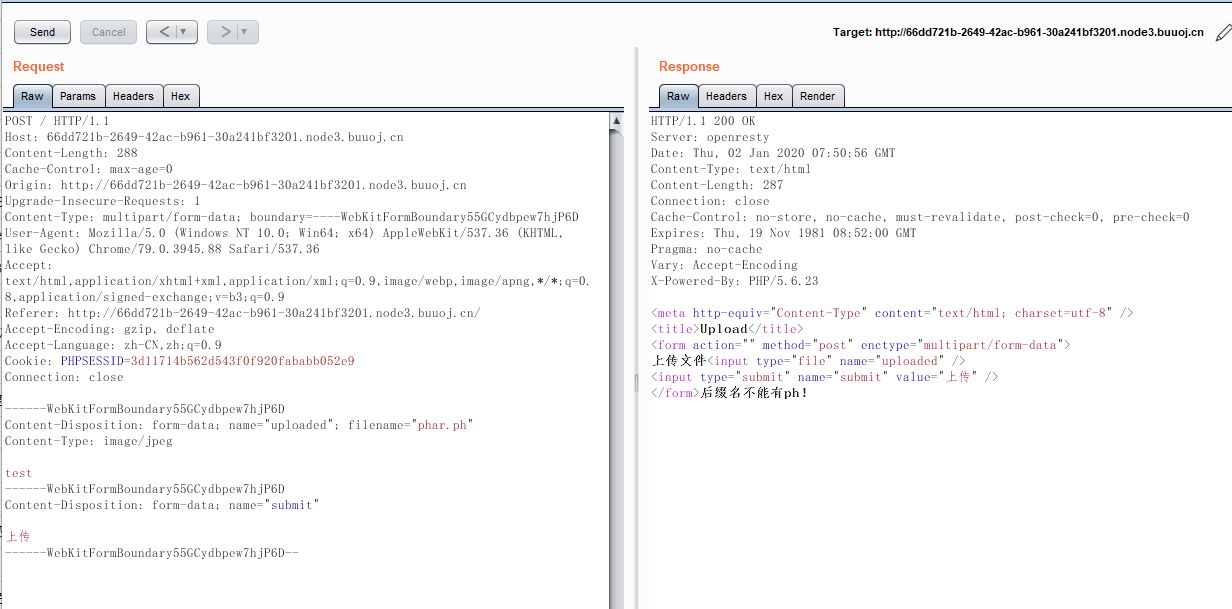 Send Cancel < ▼ > ▼ Target: http://66dd721b-2649-42ac-b961-30a241bf3201.node3.buuoj.cn
Request
Raw Params Headers Hex
POST / HTTP/1.1
Host: 66dd721b-2649-42ac-b961-30a241bf3201.node3.buuoj.cn
Content-Length: 288
Cache-Control: max-age=0
Origin: http://66dd721b-2649-42ac-b961-30a241bf3201.node3.buuoj.cn
Upgrade-Insecure-Requests: 1
Content-Type: multipart/form-data; boundary=----WebKitFormBoundary55GCydbpew7hjP6D
User-Agent: Mozilla/5.0 (Windows NT 10.0; Win64; x64) AppleWebKit/537.36 (KHTML,
like Gecko) Chrome/79.0.3945.88 Safari/537.36
Accept:
text/html,application/xhtml+xml,application/xml;q=0.9,image/webp,image/apng,*/*;q=0.
8,application/signed-exchange;v=b3;q=0.9
Referer: http://66dd721b-2649-42ac-b961-30a241bf3201.node3.buuoj.cn/
Accept-Encoding: gzip, deflate
Accept-Language: zh-CN,zh;q=0.9
Cookie: PHPSESSID=3d11714b562d543f0f920fababb052e9
Connection: close
------WebKitFormBoundary55GCydbpew7hjP6D
Content-Disposition: form-data; name="uploaded"; filename="phar.ph"
Content-Type: image/jpeg
test
------WebKitFormBoundary55GCydbpew7hjP6D
Content-Disposition: form-data; name="submit"
上传
------WebKitFormBoundary55GCydbpew7hjP6D--
Response
Raw Headers Hex Render
HTTP/1.1 200 OK
Server: openresty
Date: Thu, 02 Jan 2020 07:50:56 GMT
Content-Type: text/html
Content-Length: 287
Connection: close
Cache-Control: no-store, no-cache, must-revalidate, post-check=0, pre-check=0
Expires: Thu, 19 Nov 1981 08:52:00 GMT
Pragma: no-cache
Vary: Accept-Encoding
X-Powered-By: PHP/5.6.23
<meta http-equiv="Content-Type" content="text/html; charset=utf-8" />
<title>Upload</title>
<form action="" method="post" enctype="multipart/form-data">
上传文件<input type="file" name="uploaded" />
<input type="submit" name="submit" value="上传" />
</form>后缀名不能有ph!